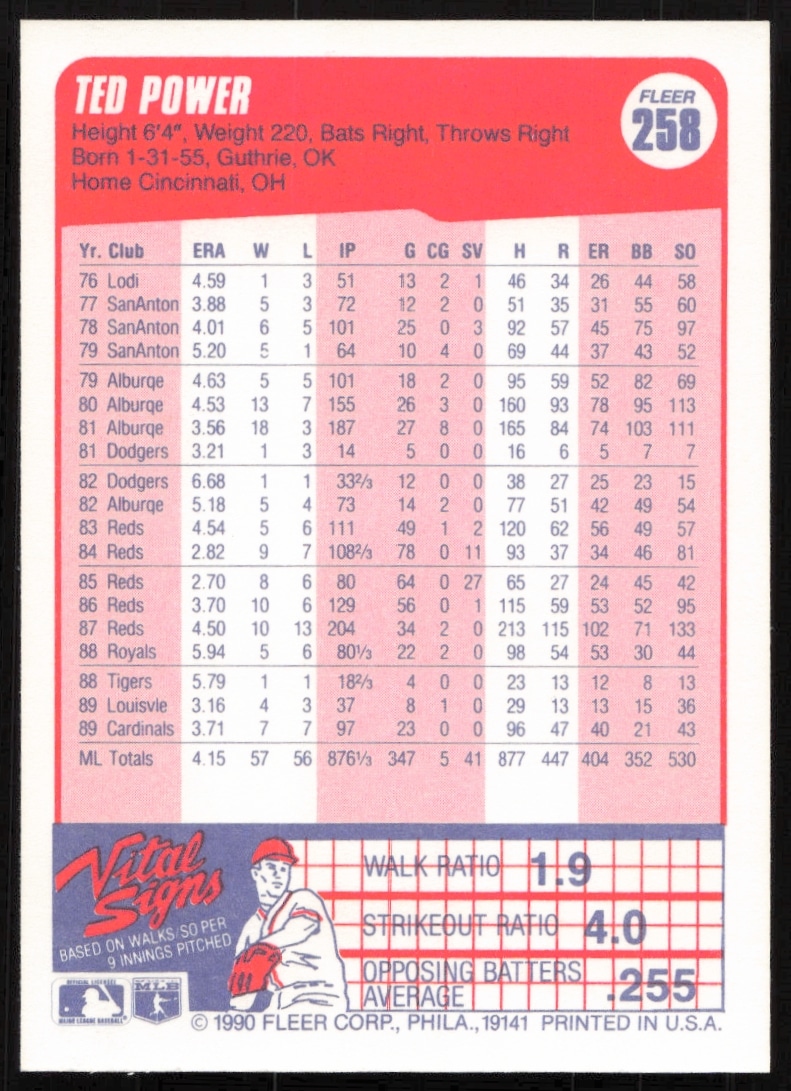 TED POWER
FLEER
258
Height 6'4", Weight 220, Bats Right, Throws Right
Born 1-31-55, Guthrie, OK
Home Cincinnati, OH
Yr. Club ERA W L IP G CG SV H R ER BB SO
76 Lodi 4.59 1 3 51 13 2 1 46 34 26 44 58
77 SanAnton 3.88 5 3 72 12 2 0 51 35 31 55 60
78 SanAnton 4.01 6 5 101 25 0 3 92 57 45 75 97
79 SanAnton 5.20 5 1 64 10 4 0 69 44 37 43 52
79 Alburqe 4.63 5 5 101 18 2 0 95 59 52 82 69
80 Alburqe 4.53 13 7 155 26 3 0 160 93 78 95 113
81 Alburqe 3.56 18 3 187 27 8 0 165 84 74 103 111
81 Dodgers 3.21 1 3 14 5 0 0 16 6 5 7 7
82 Dodgers 6.68 1 1 33 2/3 12 0 0 38 27 25 23 15
82 Alburqe 5.18 5 4 73 14 2 0 77 51 42 49 54
83 Reds 4.54 5 6 111 49 1 2 120 62 56 49 57
84 Reds 2.82 9 7 108 2/3 78 0 11 93 37 34 46 81
85 Reds 2.70 8 6 80 64 0 27 65 27 24 45 42
86 Reds 3.70 10 6 129 56 0 1 115 59 53 52 95
87 Reds 4.50 10 13 204 34 2 0 213 115 102 71 133
88 Royals 5.94 5 6 80 1/3 22 2 0 98 54 53 30 44
88 Tigers 5.79 1 1 18 2/3 4 0 0 23 13 12 8 13
89 Louisvle 3.16 4 3 37 8 1 0 29 13 13 15 36
89 Cardinals 3.71 7 7 97 23 0 0 96 47 40 21 43
ML Totals 4.15 57 56 876 1/3 347 5 41 877 447 404 352 530
Vital
Signs
BASED ON WALKS/SO PER
9 INNINGS PITCHED
WALK RATIO 1.9
STRIKEOUT RATIO 4.0
OPPOSING BATTERS
AVERAGE .255
OFFICIAL LICENSEE
MAJOR LEAGUE BASEBALL
MLB
© 1990 FLEER CORP., PHILA., 19141 PRINTED IN U.S.A.